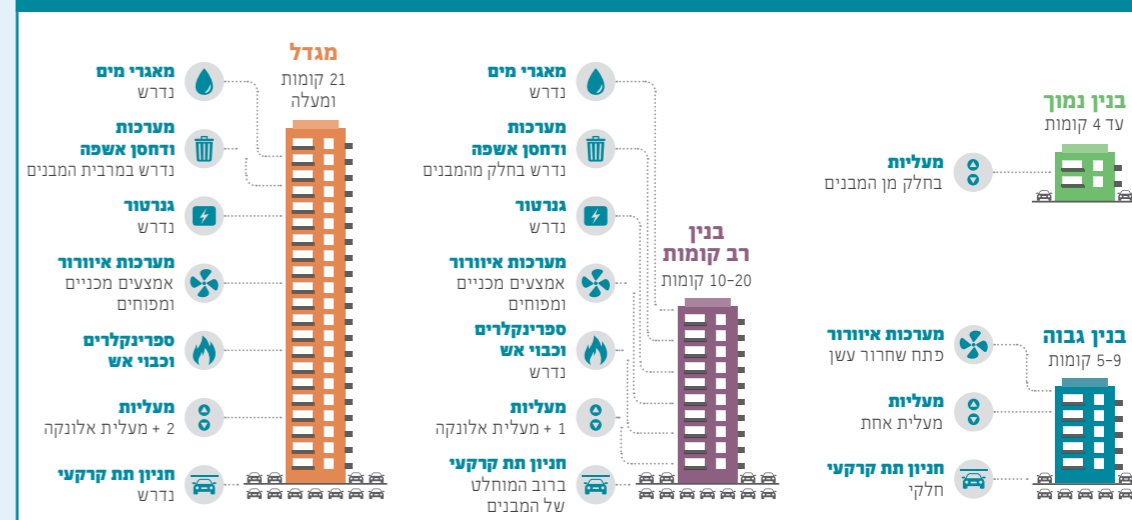 בנין נמוך
עד 4 קומות
מעליות
בחלק מן המבנים
בנין גבוה
5-9 קומות
מערכות איוורור
פתח שחרור עשן
מעליות
מעלית אחת
חניון תת קרקעי
חלקי
בנין
רב קומות
10-20 קומות
מאגרי מים
נדרש
מערכות
ודחסן אשפה
נדרש בחלק מהמבנים
גנרטור
נדרש
מערכות איוורור
אמצעים מכניים
ומפוחים
ספרינקלרים
וכבוי אש
נדרש
מעליות
1 + מעלית אלונקה
חניון תת קרקעי
ברוב המוחלט
של המבנים
מגדל
21 קומות
ומעלה
מאגרי מים
נדרש
מערכות
ודחסן אשפה
נדרש במרבית המבנים
גנרטור
נדרש
מערכות איוורור
אמצעים מכניים
ומפוחים
ספרינקלרים
וכבוי אש
מעליות
2 + מעלית אלונקה
חניון תת קרקעי
נדרש